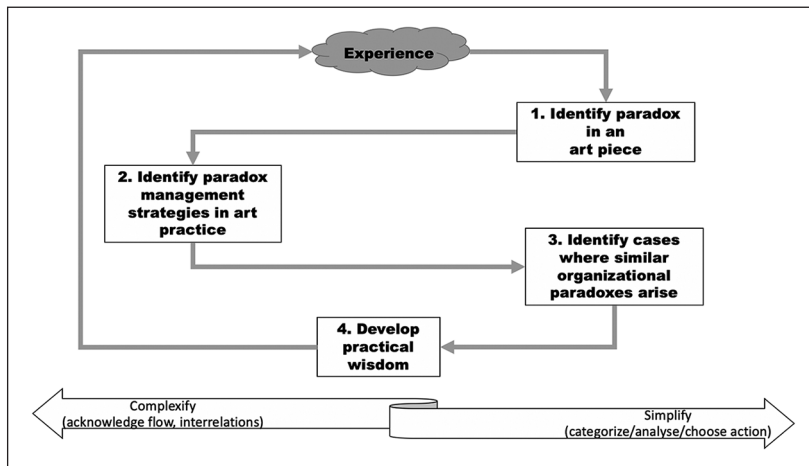 Experience
1. Identify paradox
in an
art piece
2. Identify paradox
management
strategies in art
practice
3. Identify cases
where similar
organizational
paradoxes arise
4. Develop
practical
wisdom
Complexify
(acknowledge flow, interrelations)
Simplify
(categorize/analyse/choose action)